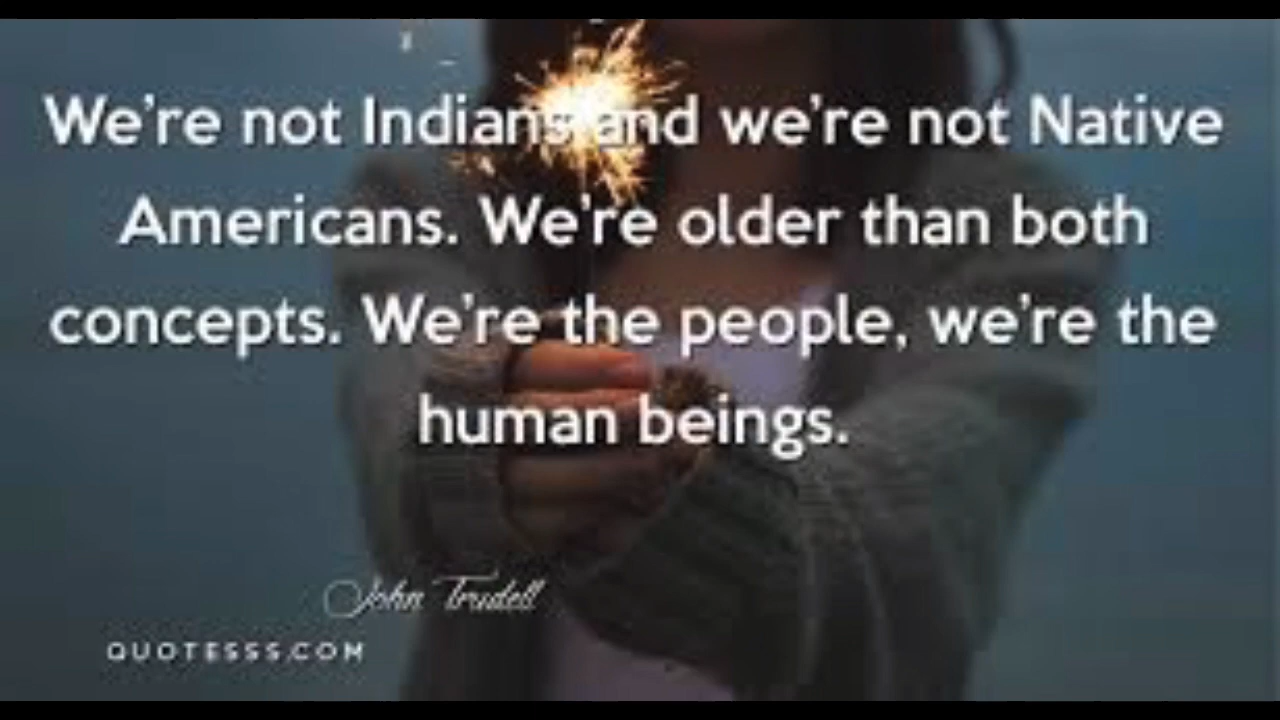 We're not Indians and we're not Native
Americans. We're older than both
concepts. We're the people, we're the
human beings.
John Trudell
QUOTESSS.COM